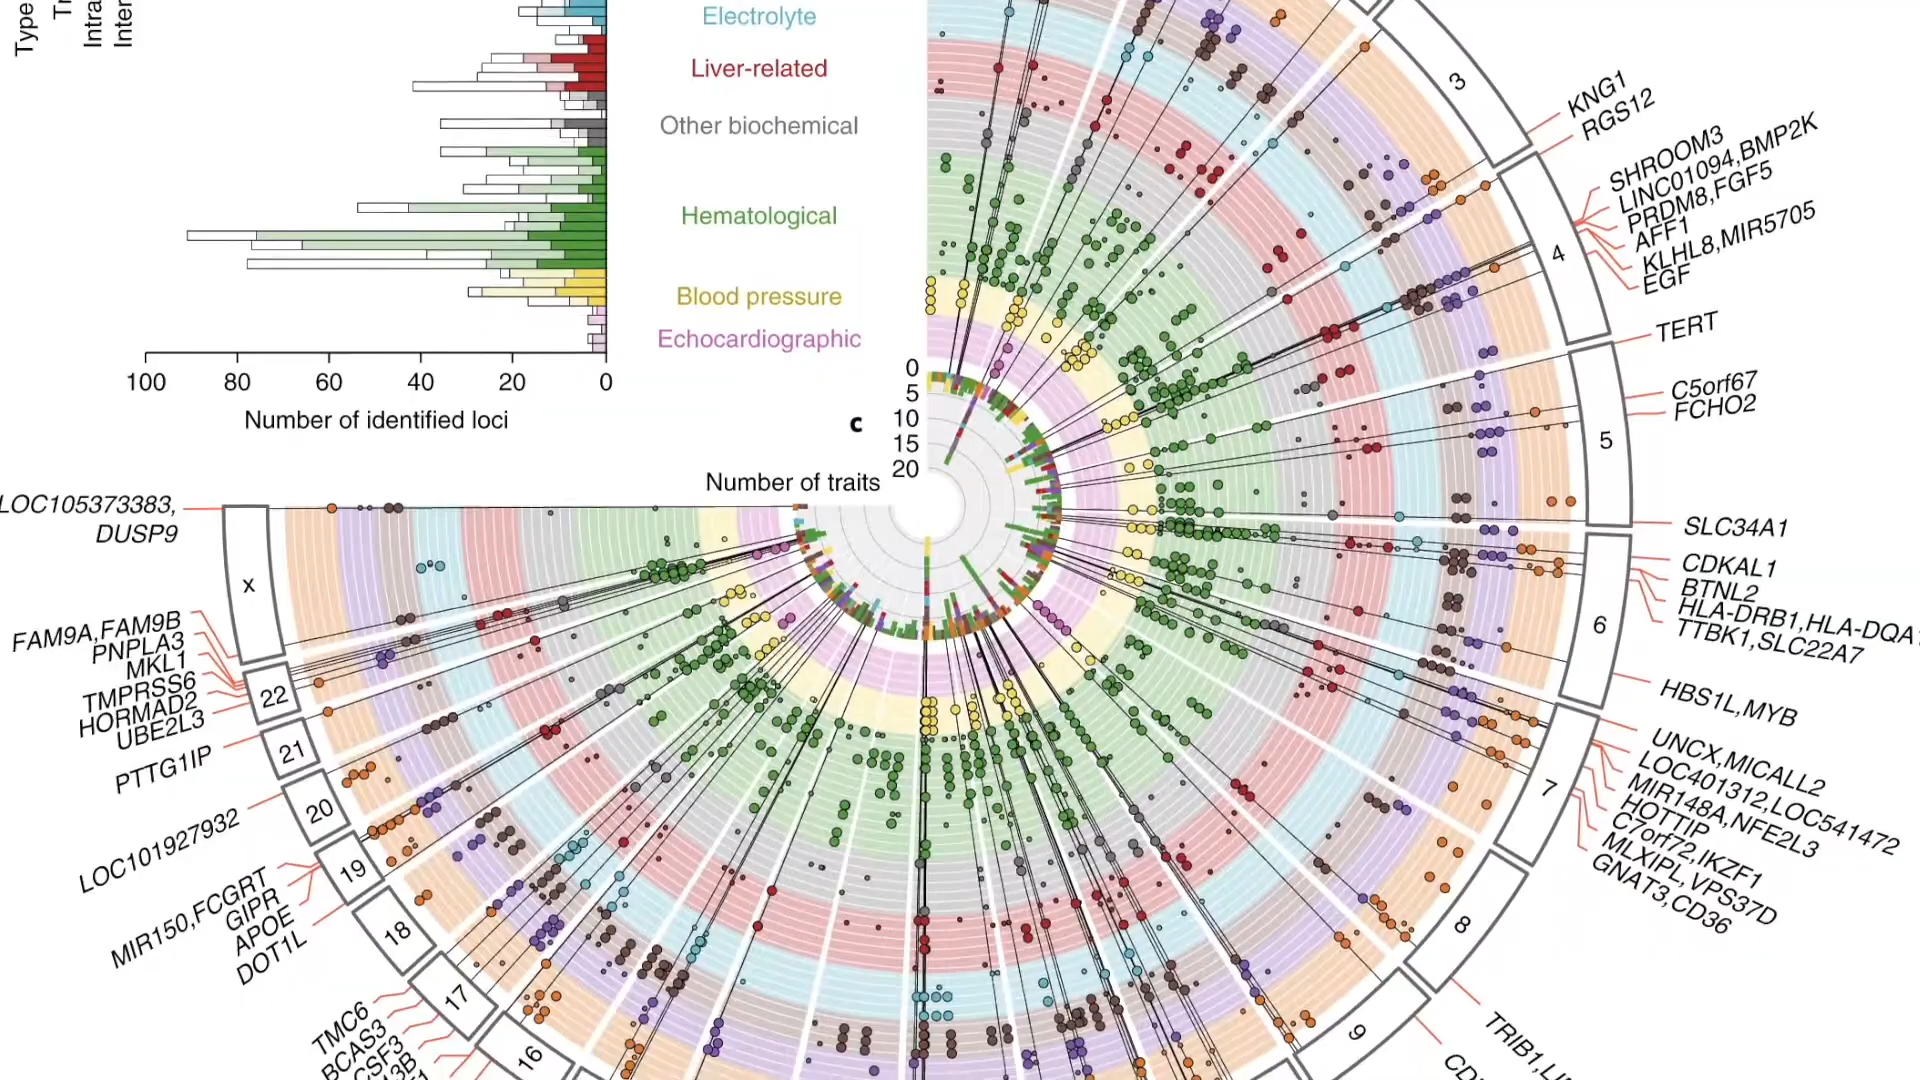 Type
Intra
Inter
Electrolyte
Liver-related
Other biochemical
Hematological
Blood pressure
Echocardiographic
100 80 60 40 20 0
Number of identified loci
c
0
5
10
15
20
Number of traits
3
KNG1
RGS12
4
SHROOM3
LINC01094,BMP2K
PRDM8,FGF5
AFF1
KLHL8,MIR5705
EGF
TERT
5
C5orf67
FCHO2
SLC34A1
6
CDKAL1
BTNL2
HLA-DRB1,HLA-DQA1
TTBK1,SLC22A7
HBS1L,MYB
7
UNCX,MICALL2
LOC401312,LOC541472
MIR148A,NFE2L3
HOTTIP
C7orf72,IKZF1
MLXIPL,VPS37D
GNAT3,CD36
8
9
16
17
TMC6
BCAS3
CSF3
18
MIR150,FCGRT
GIPR
APOE
DOT1L
19
LOC101927932
20
PTTG1IP
21
22
FAM9A,FAM9B
PNPLA3
MKL1
TMPRSS6
HORMAD2
UBE2L3
X
LOC105373383,
DUSP9